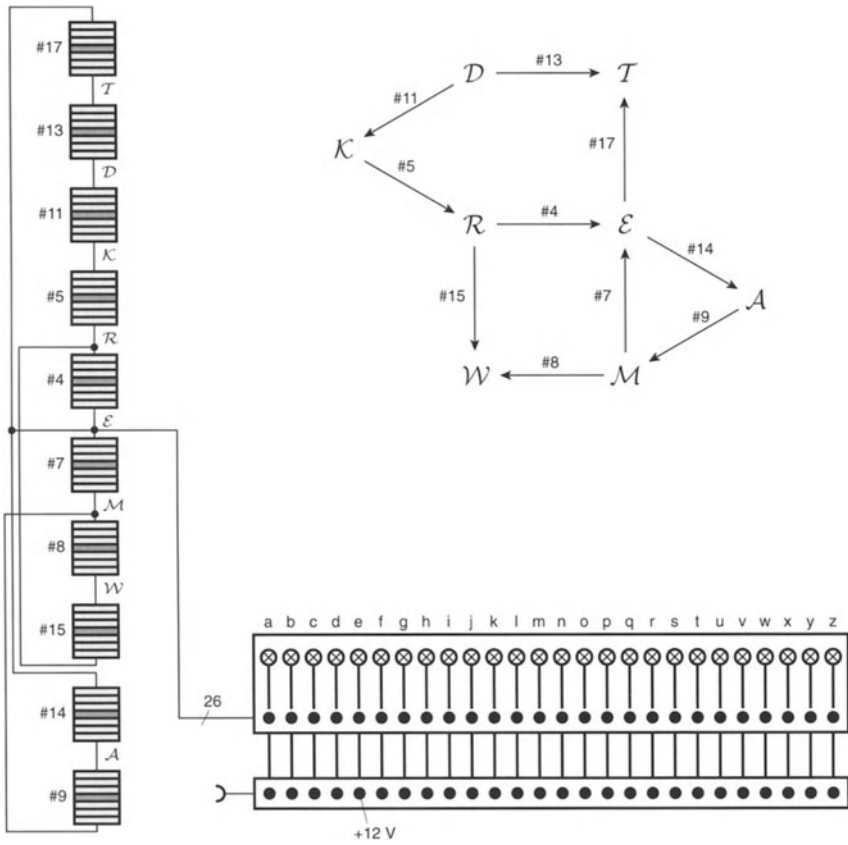 #17
𝒯
#13
𝒟
#11
𝒦
#5
ℛ
#4
ℰ
#7
ℳ
#8
𝒲
#15
#14
𝒜
#9
𝒟 #13 𝒯
#11
𝒦
#5
#17
ℛ #4 ℰ
#14
#15
#7
𝒜
#9
𝒲 #8 ℳ
a b c d e f g h i j k l m n o p q r s t u v w x y z
26
+12 V